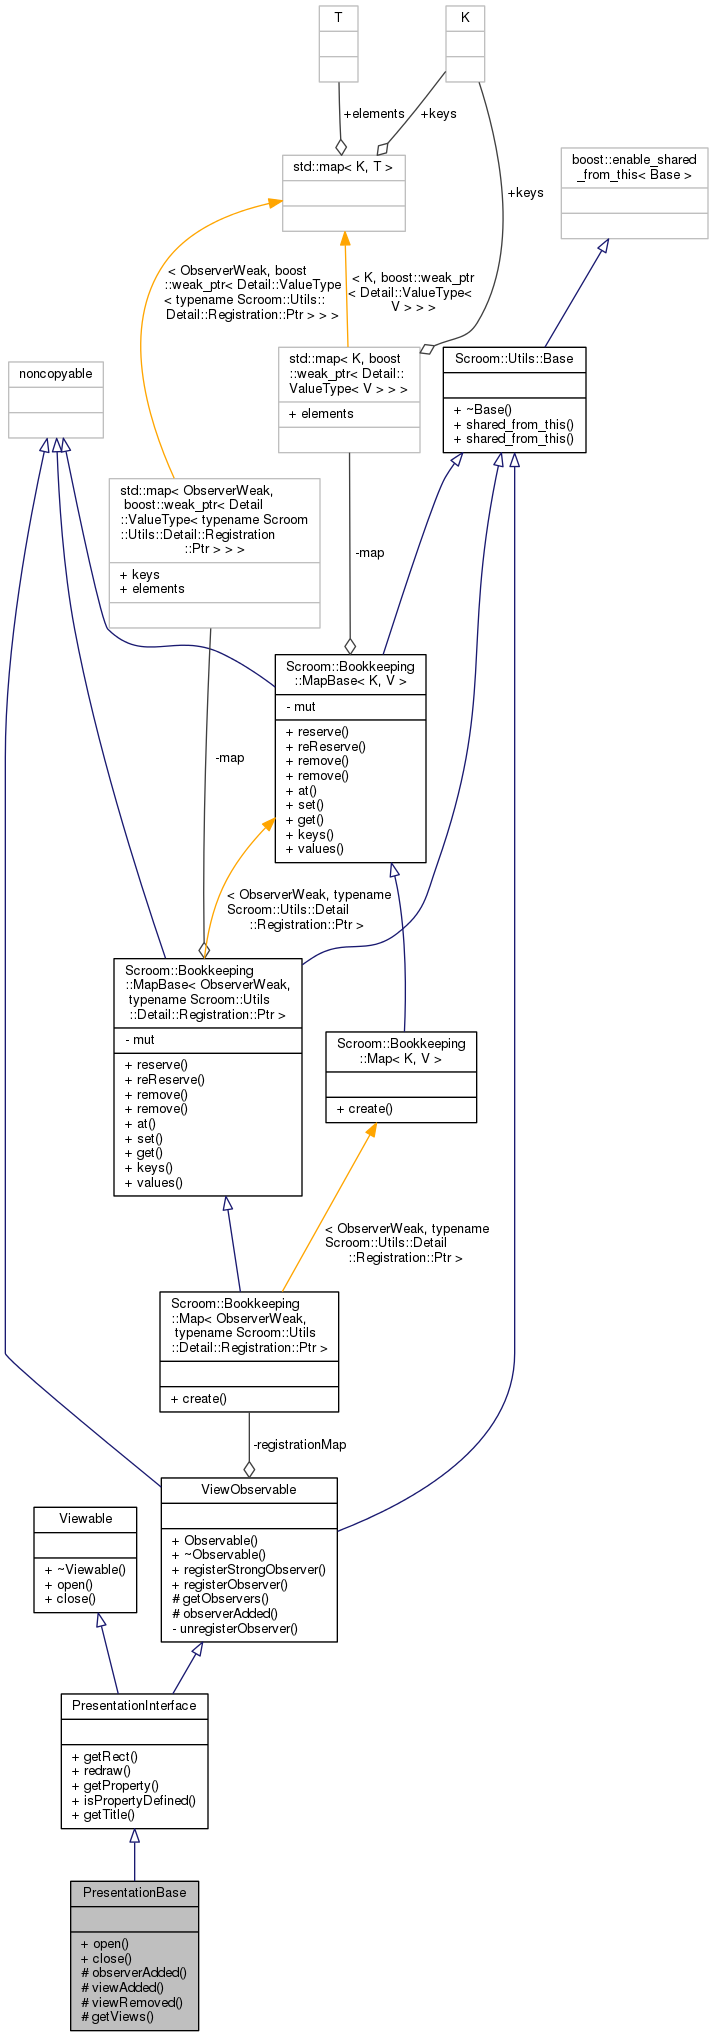 T
K
+elements
+keys
std::map< K, T >
boost::enable_shared
_from_this< Base >
+keys
< ObserverWeak, boost
::weak_ptr< Detail::ValueType
< typename Scroom::Utils::
Detail::Registration::Ptr > > >
< K, boost::weak_ptr
< Detail::ValueType<
V > > >
noncopyable
std::map< K, boost
::weak_ptr< Detail::
ValueType< V > > >
+ elements
Scroom::Utils::Base
+ ~Base()
+ shared_from_this()
+ shared_from_this()
std::map< ObserverWeak,
boost::weak_ptr< Detail
::ValueType< typename Scroom
::Utils::Detail::Registration
::Ptr > > >
+ keys
+ elements
-map
Scroom::Bookkeeping
::MapBase< K, V >
- mut
+ reserve()
+ reReserve()
+ remove()
+ remove()
+ at()
+ set()
+ get()
+ keys()
+ values()
-map
< ObserverWeak, typename
Scroom::Utils::Detail
::Registration::Ptr >
Scroom::Bookkeeping
::MapBase< ObserverWeak,
typename Scroom::Utils
::Detail::Registration::Ptr >
- mut
+ reserve()
+ reReserve()
+ remove()
+ remove()
+ at()
+ set()
+ get()
+ keys()
+ values()
Scroom::Bookkeeping
::Map< K, V >
+ create()
< ObserverWeak, typename
Scroom::Utils::Detail
::Registration::Ptr >
Scroom::Bookkeeping
::Map< ObserverWeak,
typename Scroom::Utils
::Detail::Registration::Ptr >
+ create()
-registrationMap
ViewObservable
+ Observable()
+ ~Observable()
+ registerStrongObserver()
+ registerObserver()
# getObservers()
# observerAdded()
- unregisterObserver()
Viewable
+ ~Viewable()
+ open()
+ close()
PresentationInterface
+ getRect()
+ redraw()
+ getProperty()
+ isPropertyDefined()
+ getTitle()
PresentationBase
+ open()
+ close()
# observerAdded()
# viewAdded()
# viewRemoved()
# getViews()